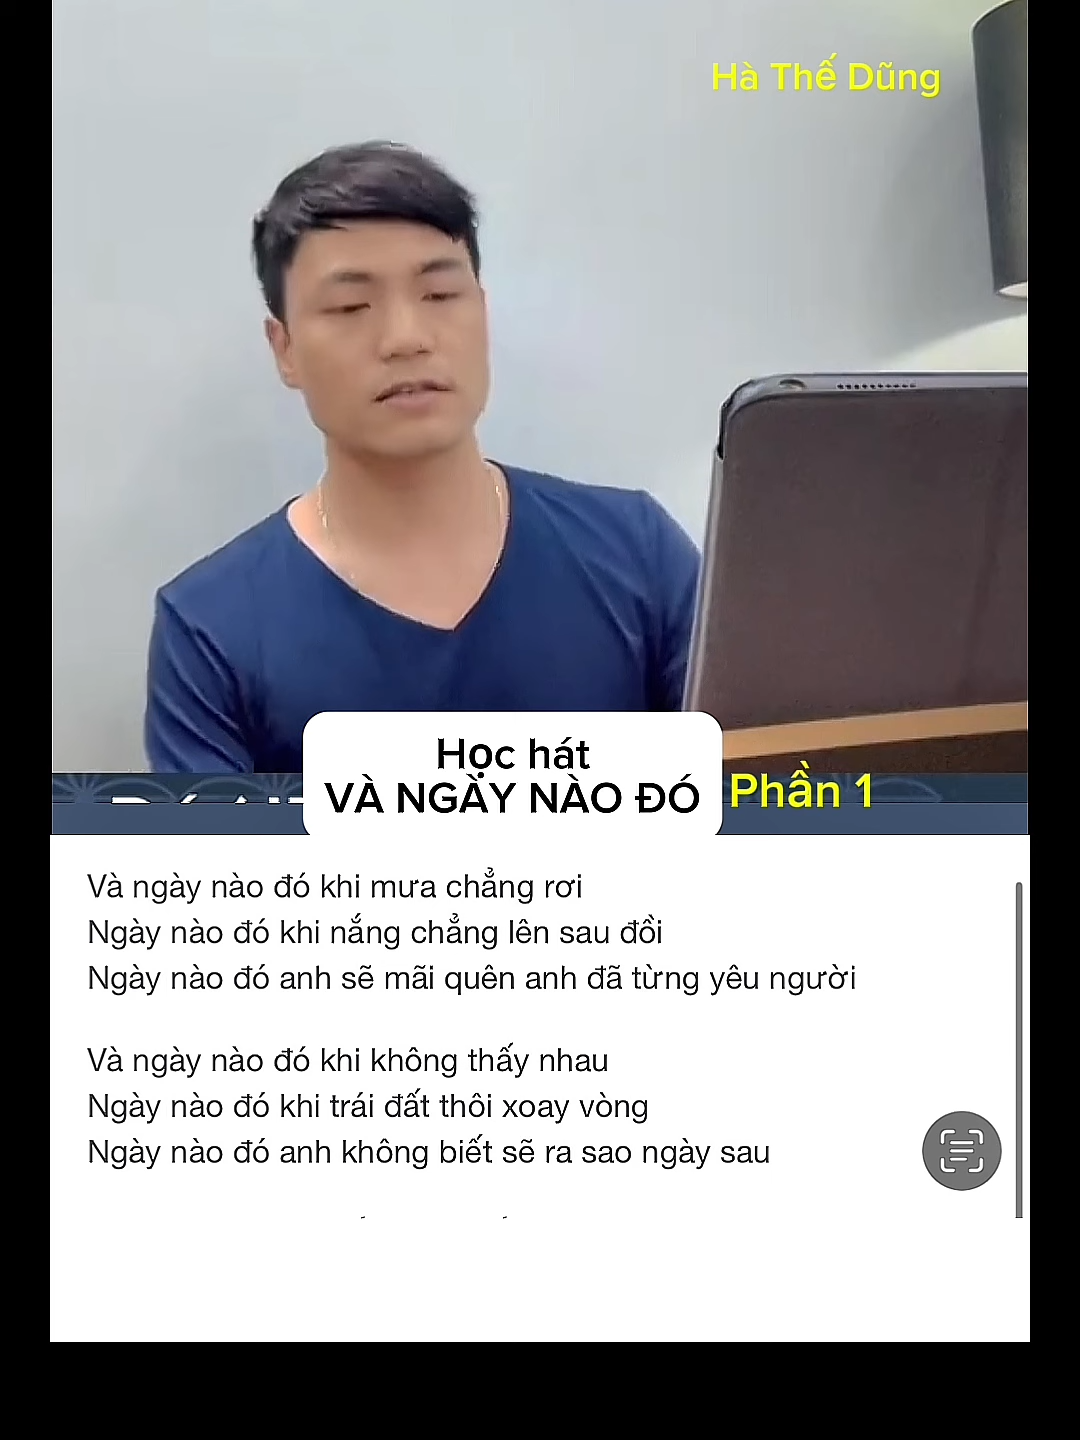 Hà Thế Dũng
Học hát
VÀ NGÀY NÀO ĐÓ
Phần 1
Và ngày nào đó khi mưa chẳng rơi
Ngày nào đó khi nắng chẳng lên sau đồi
Ngày nào đó anh sẽ mãi quên anh đã từng yêu người
Và ngày nào đó khi không thấy nhau
Ngày nào đó khi trái đất thôi xoay vòng
Ngày nào đó anh không biết sẽ ra sao ngày sau